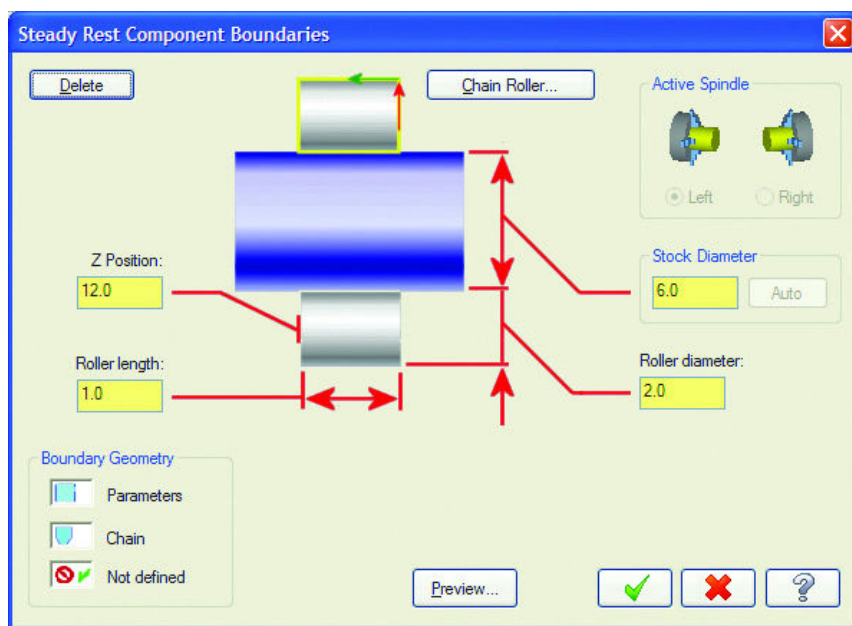 Steady Rest Component Boundaries
Delete
Chain Roller...
Active Spindle
Left
Right
Z Position:
12.0
Stock Diameter
6.0
Auto
Roller length:
1.0
Roller diameter:
2.0
Boundary Geometry
Parameters
Chain
Not defined
Preview...
?